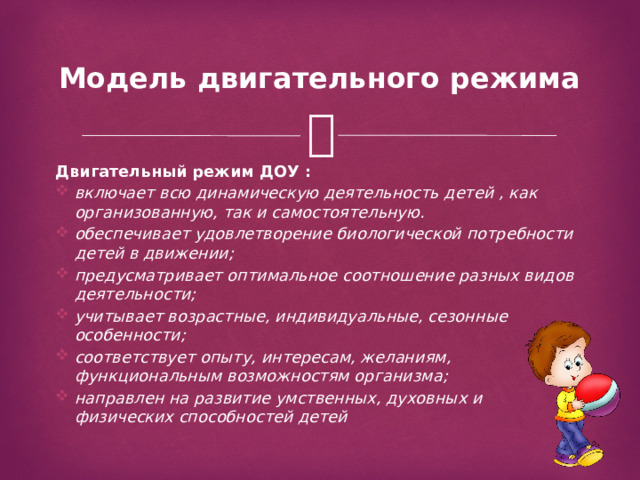 Модель двигательного режима
Двигательный режим ДОУ :
включает всю динамическую деятельность детей , как
организованную, так и самостоятельную.
обеспечивает удовлетворение биологической потребности
детей в движении;
предусматривает оптимальное соотношение разных видов
деятельности;
учитывает возрастные, индивидуальные, сезонные
особенности;
соответствует опыту, интересам, желаниям,
функциональным возможностям организма;
направлен на развитие умственных, духовных и
физических способностей детей